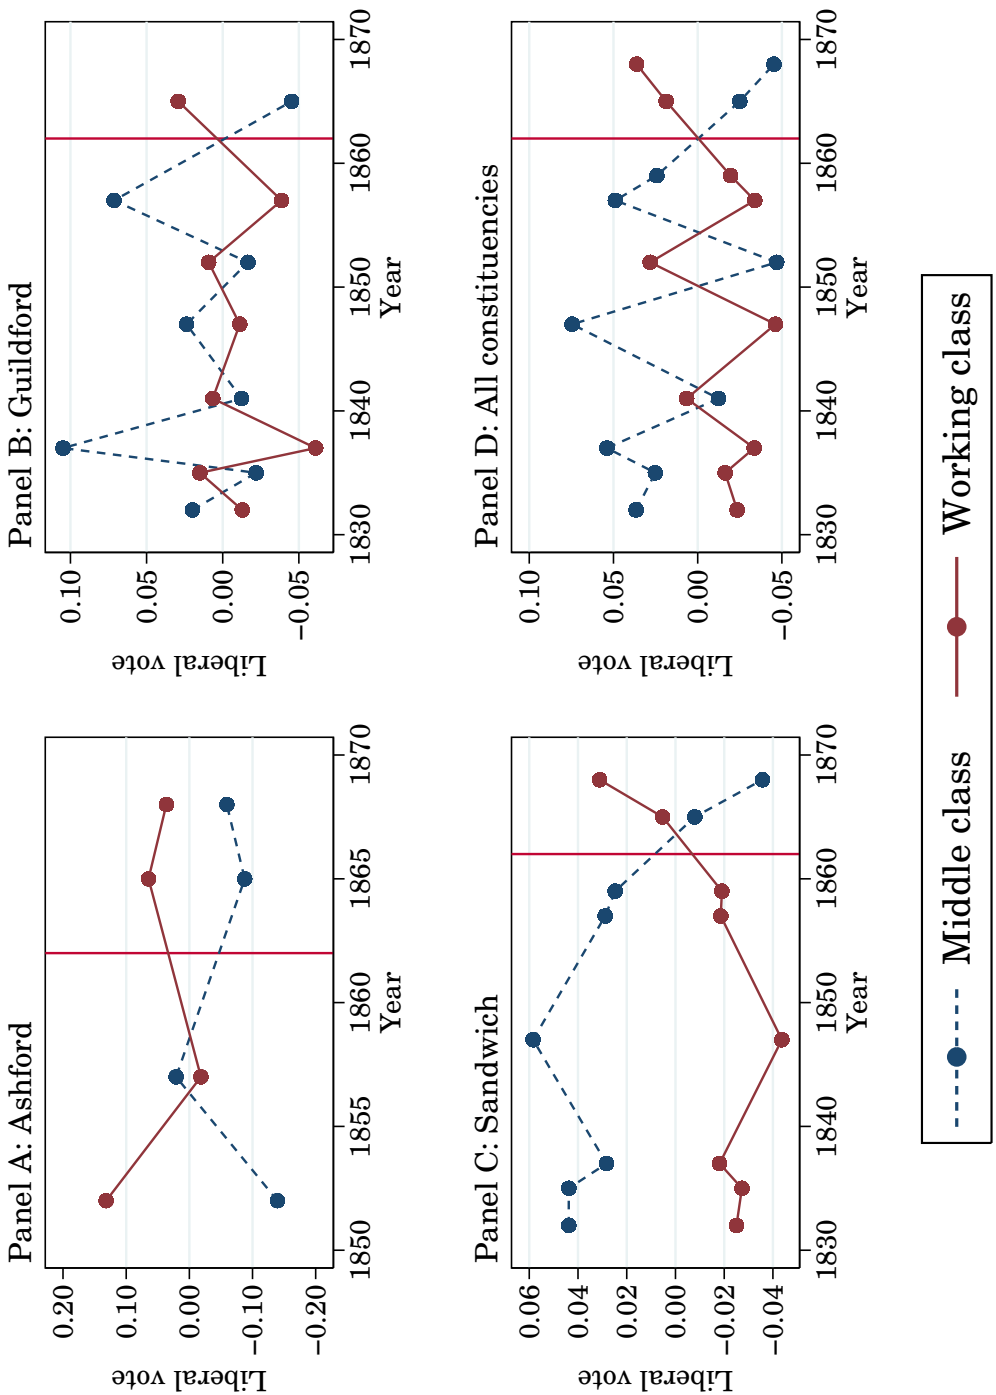 Panel A: Ashford
Liberal vote
0.20
0.10
0.00
−0.10
−0.20
1850
1855
1860
1865
1870
Year
Panel B: Guildford
Liberal vote
0.10
0.05
0.00
−0.05
1830
1840
1850
1860
1870
Year
Panel C: Sandwich
Liberal vote
0.06
0.04
0.02
0.00
−0.02
−0.04
1830
1840
1850
1860
1870
Year
Panel D: All constituencies
Liberal vote
0.10
0.05
0.00
−0.05
1830
1840
1850
1860
1870
Year
Middle class
Working class